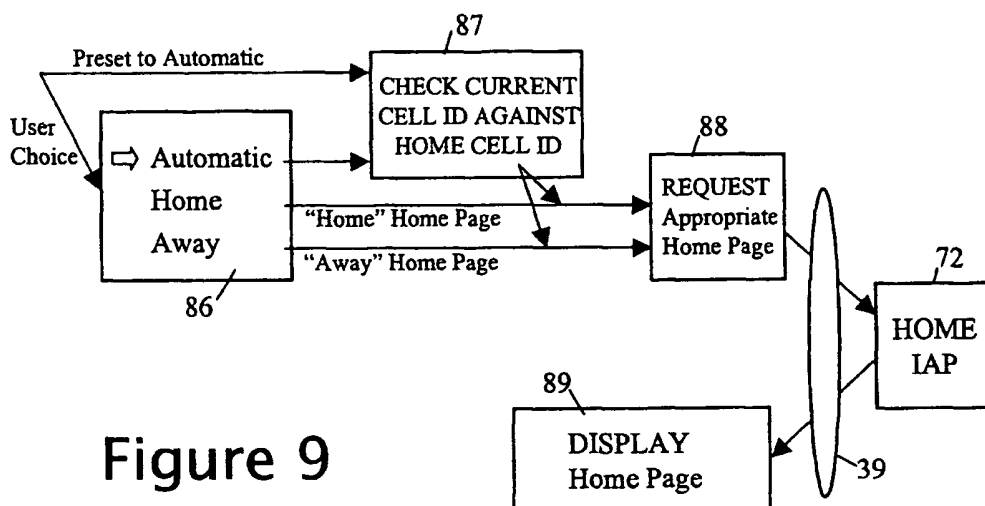 87
Preset to Automatic
CHECK CURRENT
CELL ID AGAINST
HOME CELL ID
User
Choice
⇨ Automatic
Home
Away
86
"Home" Home Page
"Away" Home Page
88
REQUEST
Appropriate
Home Page
72
HOME
IAP
89
DISPLAY
Home Page
39
Figure 9